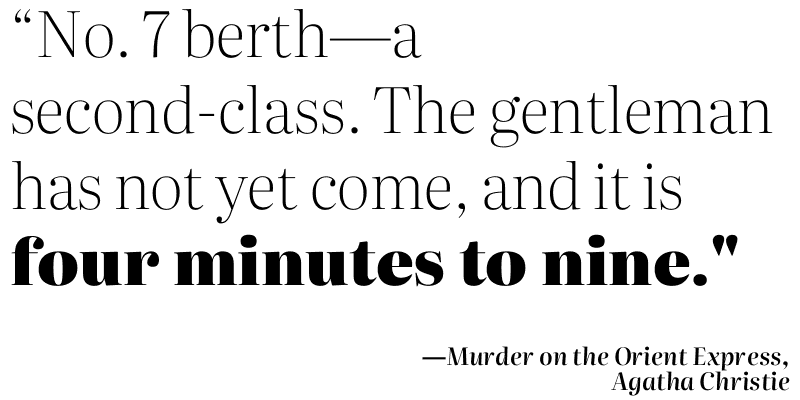 “No. 7 berth—a
second-class. The gentleman
has not yet come, and it is
four minutes to nine."
—Murder on the Orient Express,
Agatha Christie